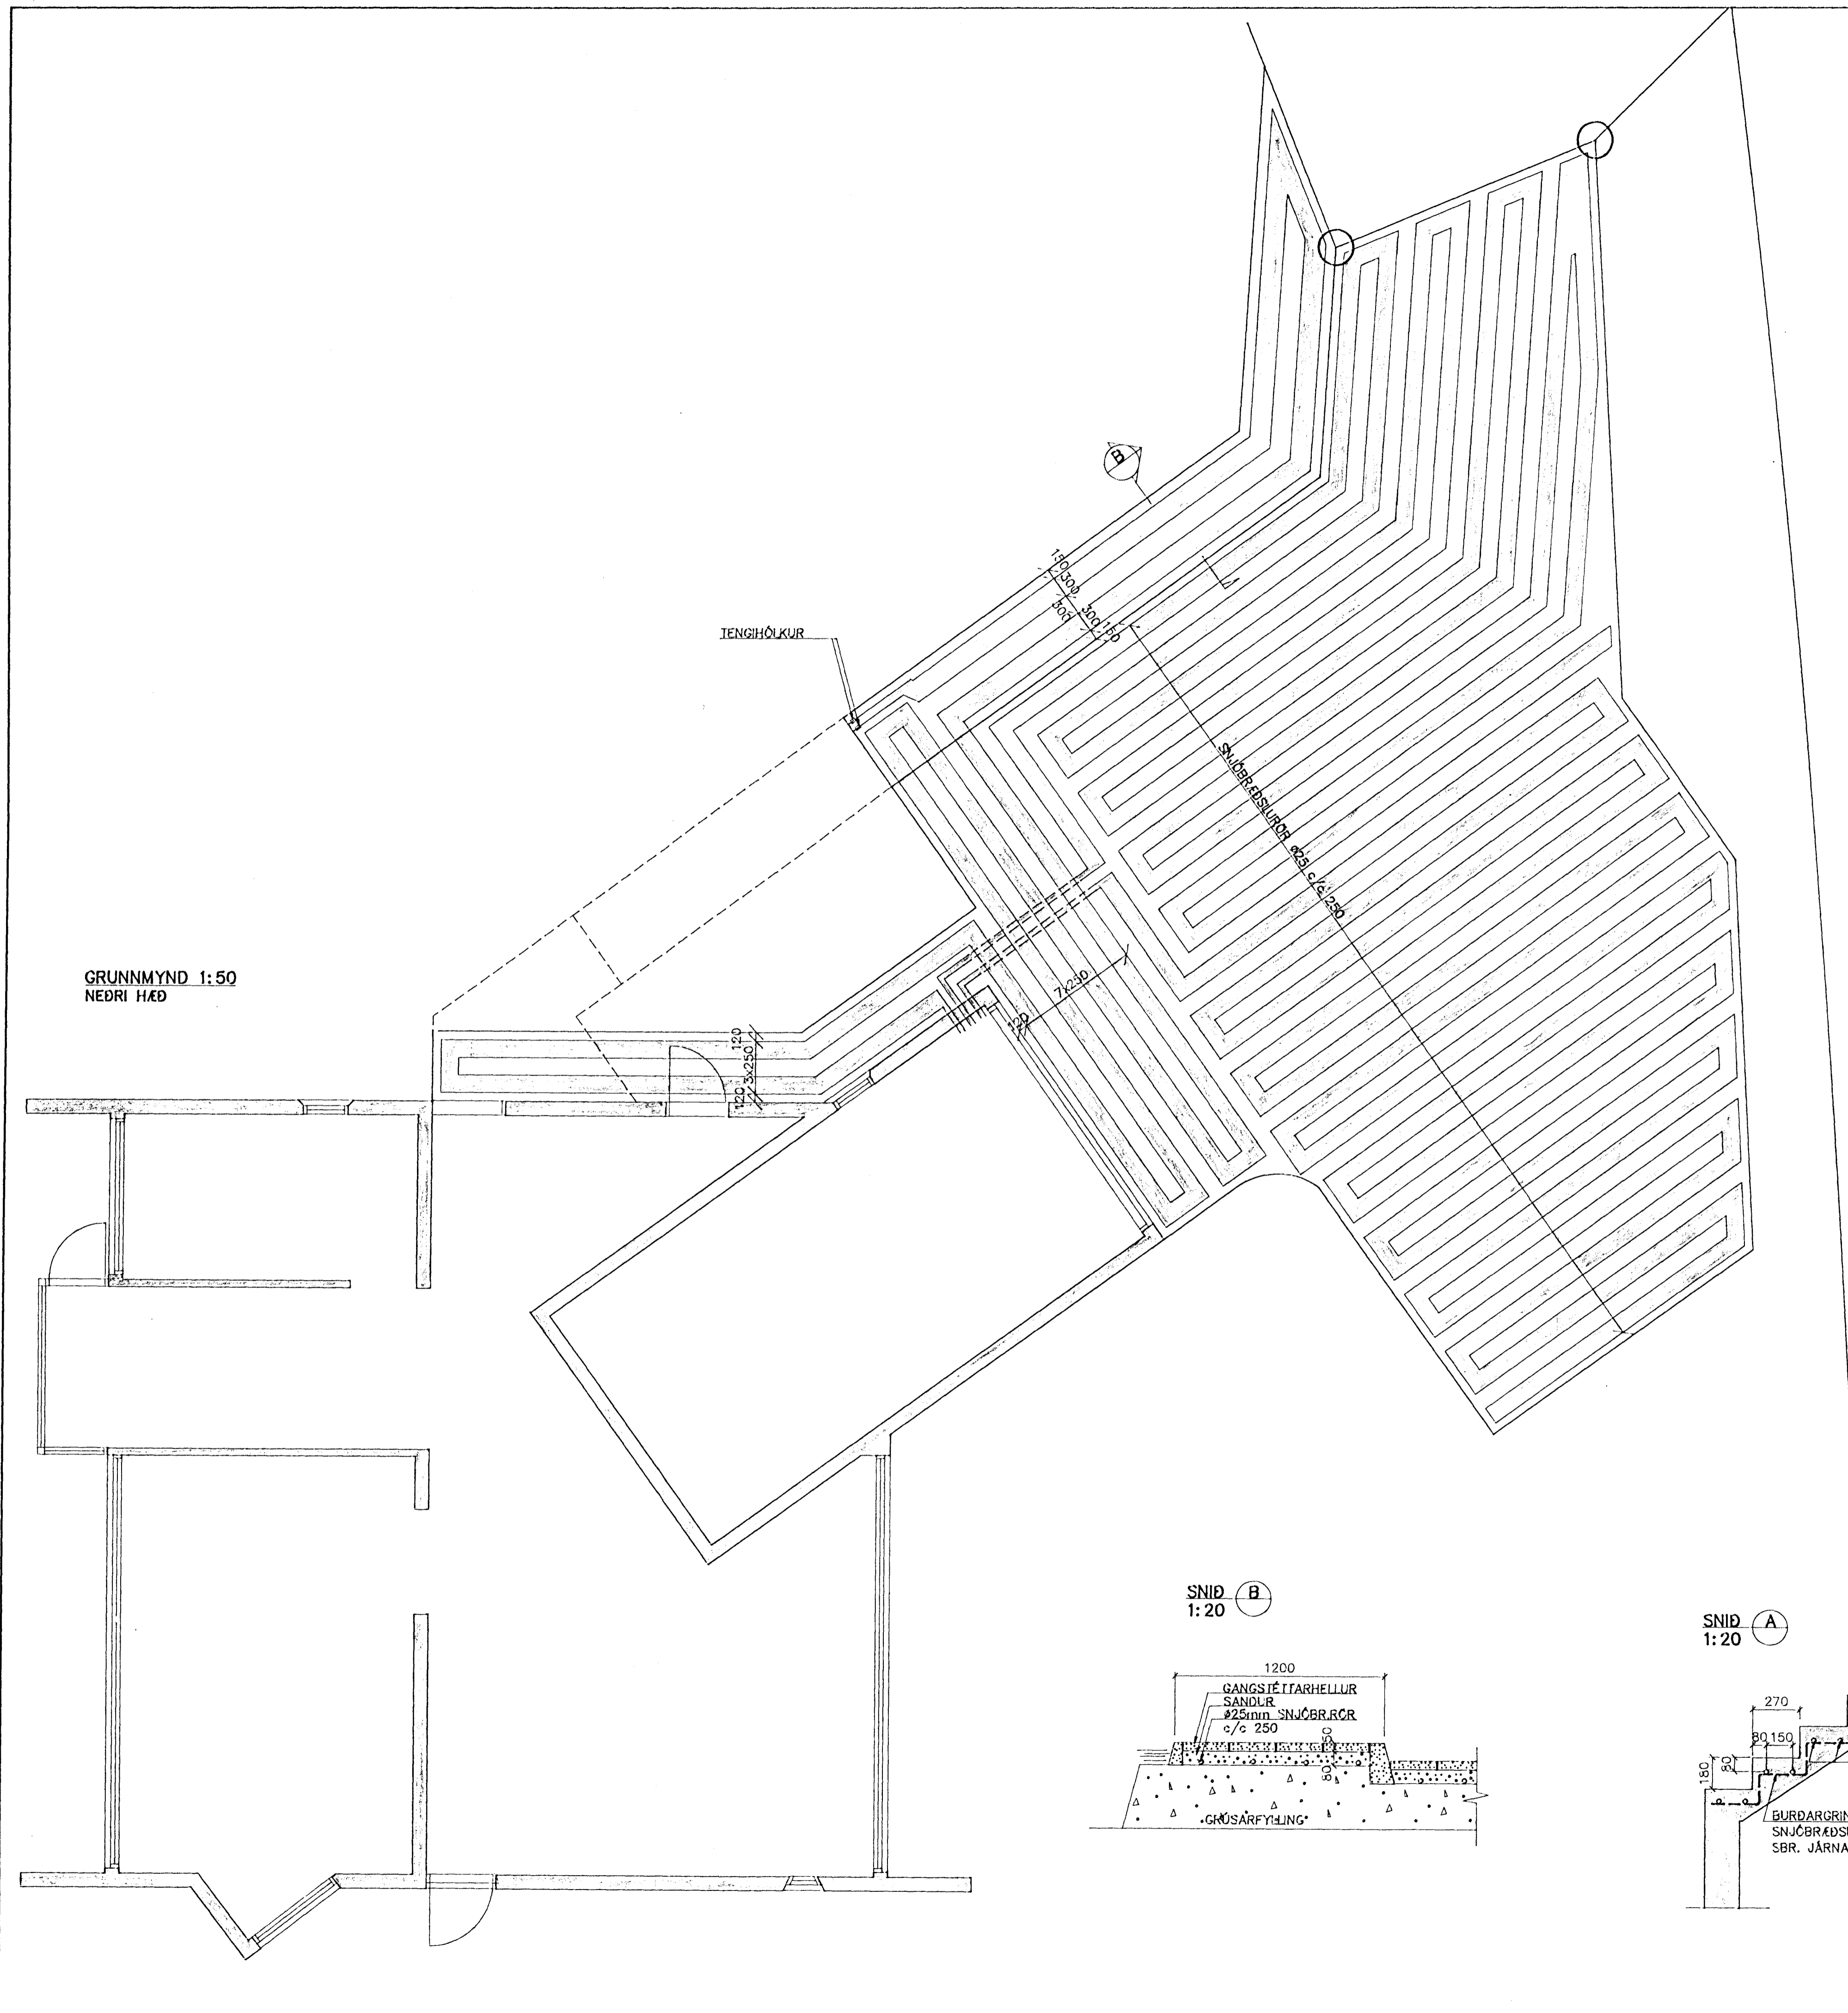 B
150 300
300
300 150
TENGIHÓLKUR
SNJÓBRÆÐSLURÖR ø25 c/c 250
GRUNNMYND 1:50
NEÐRI HÆÐ
7x250
120
120
3x250
120
SNIÐ B
1:20
1200
GANGSTÉTTARHELLUR
SANDUR
ø25mm SNJÓBR.RÖR
c/c 250
50
80
GRÚSARFYLLING
SNIÐ A
1:20
270
80 150
80
180
BURÐARGRIN
SNJÓBRÆÐSL
SBR. JÁRNA